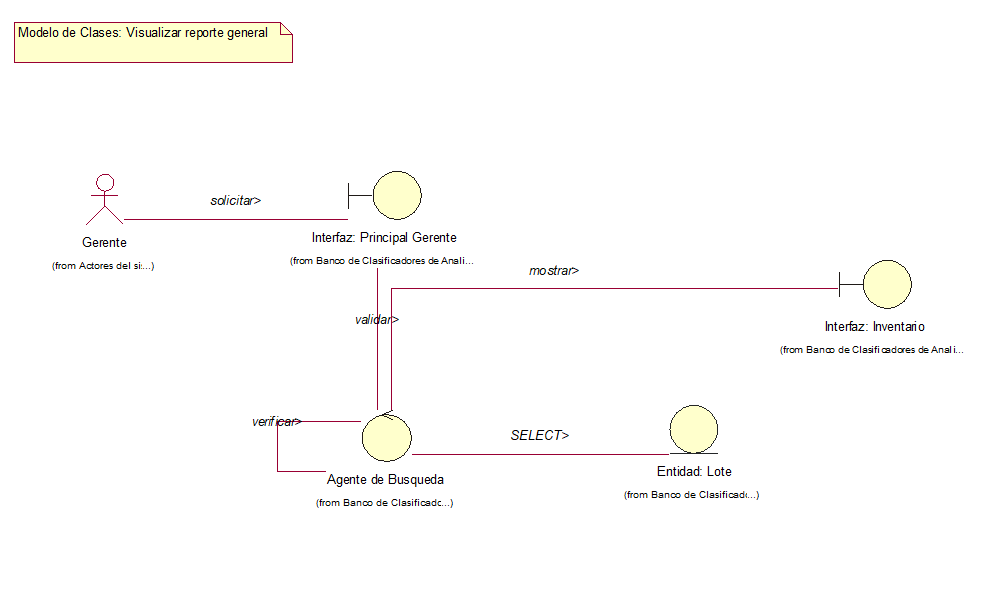 Modelo de Clases: Visualizar reporte general
solicitar>
Gerente
(from Actores del si...)
Interfaz: Principal Gerente
(from Banco de Clasificadores de Anali...
mostrar>
validar>
Interfaz: Inventario
(from Banco de Clasificadores de Anali...
verificar>
SELECT>
Agente de Busqueda
(from Banco de Clasificado...)
Entidad: Lote
(from Banco de Clasificad...)